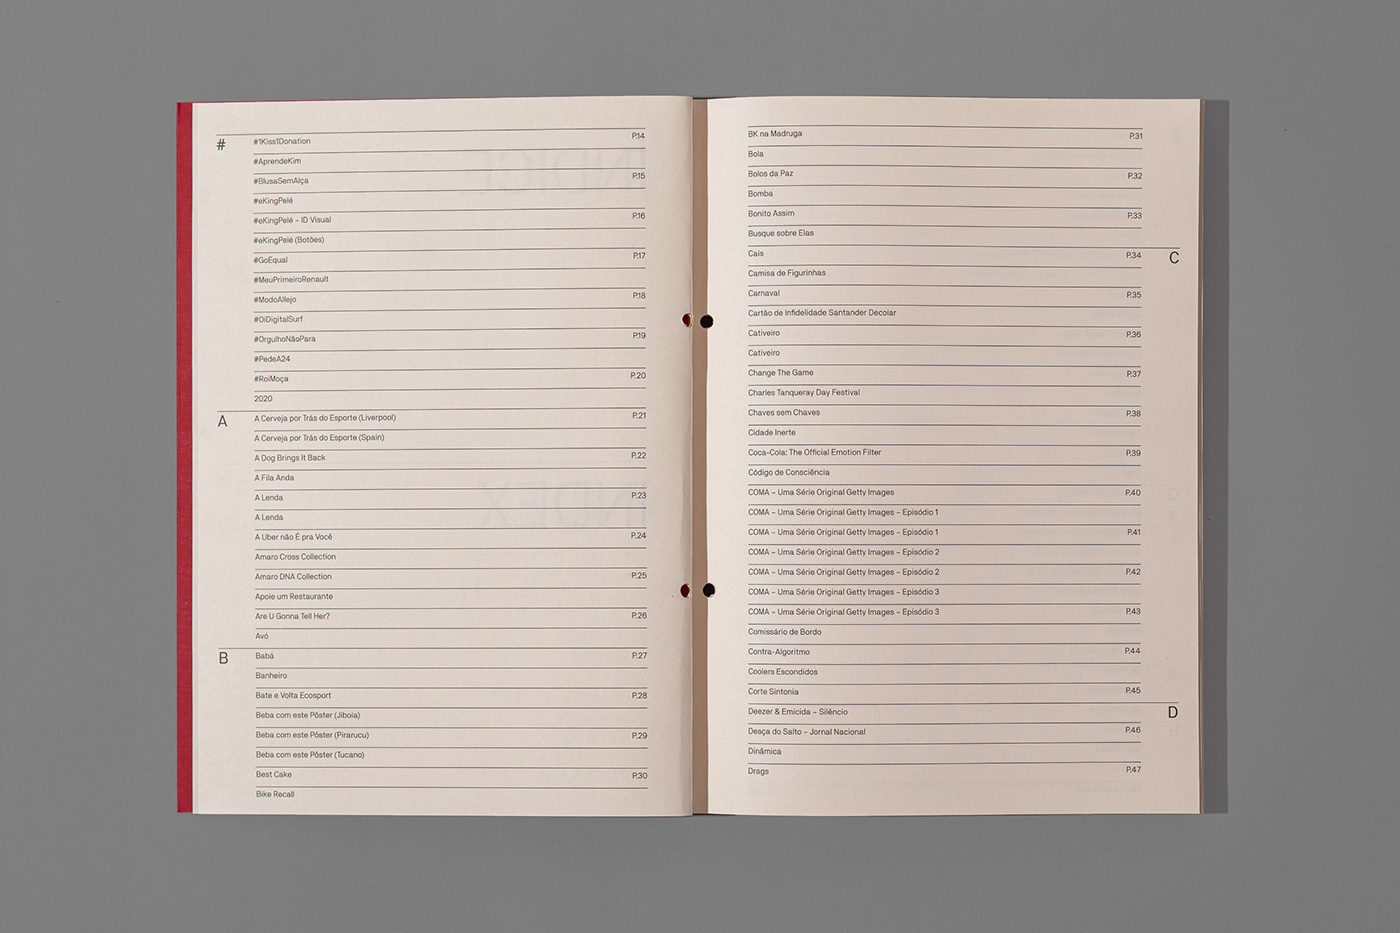 # #1Kiss1Donation P.14
#AprendeKim
#BlusaSemAlça P.15
#eKingPelé
#eKingPelé – ID Visual P.16
#eKingPelé (Botões)
#GoEqual P.17
#MeuPrimeiroRenault
#ModoAllejo P.18
#OiDigitalSurf
#OrgulhoNãoPara P.19
#PedeA24
#RoiMoça P.20
2020
A A Cerveja por Trás do Esporte (Liverpool) P.21
A Cerveja por Trás do Esporte (Spain)
A Dog Brings It Back P.22
A Fila Anda
A Lenda P.23
A Lenda
A Uber não É pra Você P.24
Amaro Cross Collection
Amaro DNA Collection P.25
Apoie um Restaurante
Are U Gonna Tell Her? P.26
Avó
B Babá P.27
Banheiro
Bate e Volta Ecosport P.28
Beba com este Pôster (Jiboia)
Beba com este Pôster (Pirarucu) P.29
Beba com este Pôster (Tucano)
Best Cake P.30
Bike Recall
BK na Madruga P.31
Bola
Bolos da Paz P.32
Bomba
Bonito Assim P.33
Busque sobre Elas
Cais P.34 C
Camisa de Figurinhas
Carnaval P.35
Cartão de Infidelidade Santander Decolar
Cativeiro P.36
Cativeiro
Change The Game P.37
Charles Tanqueray Day Festival
Chaves sem Chaves P.38
Cidade Inerte
Coca-Cola: The Official Emotion Filter P.39
Código de Consciência
COMA – Uma Série Original Getty Images P.40
COMA – Uma Série Original Getty Images – Episódio 1
COMA – Uma Série Original Getty Images – Episódio 1 P.41
COMA – Uma Série Original Getty Images – Episódio 2
COMA – Uma Série Original Getty Images – Episódio 2 P.42
COMA – Uma Série Original Getty Images – Episódio 3
COMA – Uma Série Original Getty Images – Episódio 3 P.43
Comissário de Bordo
Contra-Algoritmo P.44
Coolers Escondidos
Corte Sintonia P.45
Deezer & Emicida – Silêncio D
Desça do Salto – Jornal Nacional P.46
Dinâmica
Drags P.47